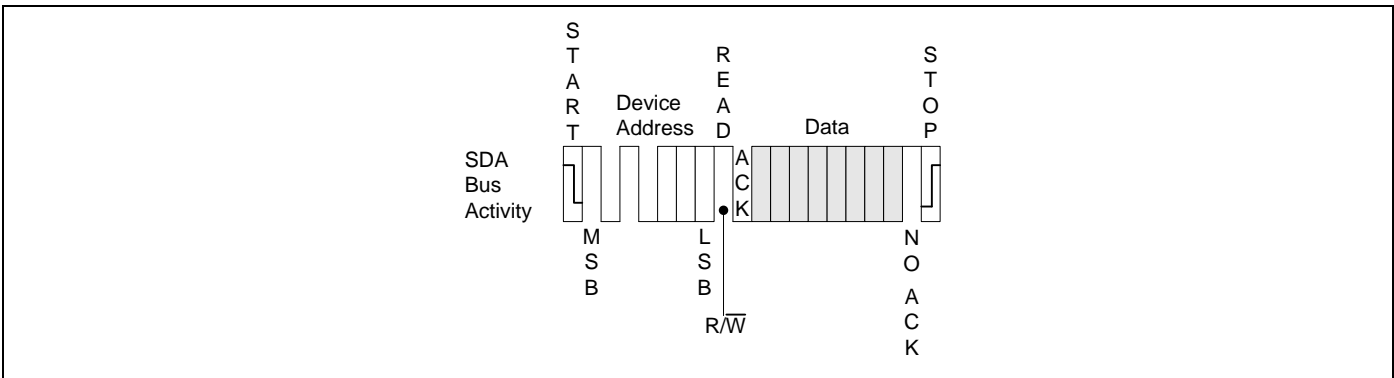 START
READ
STOP
Device
Address
Data
SDA
Bus
Activity
ACK
MSB
LSB
NO ACK
R/W̅